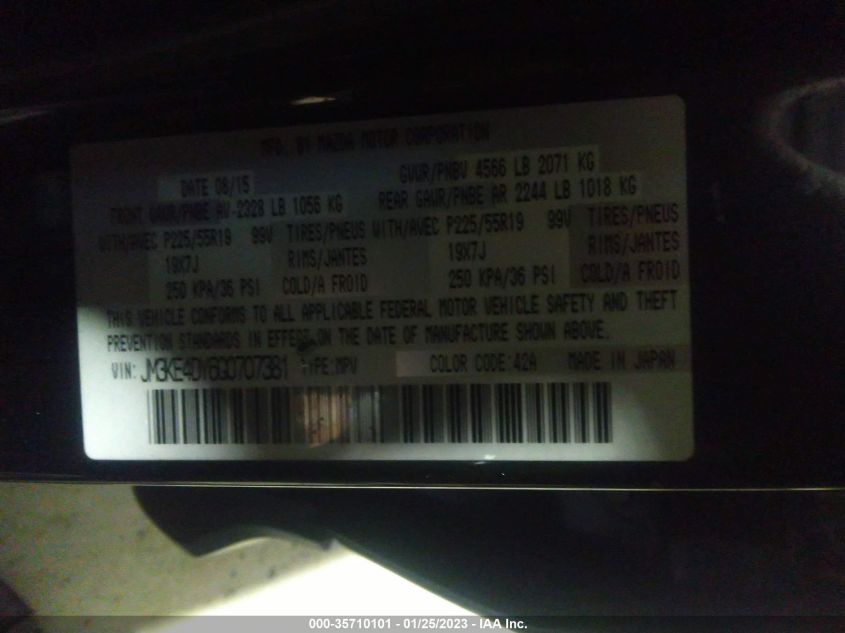 MFD. BY MAZDA MOTOR CORPORATION
DATE 08/15 GVWR/PNBV 4566 LB 2071 KG
FRONT GAWR/PNBE AV-2328 LB 1056 KG REAR GAWR/PNBE AR 2244 LB 1018 KG
WITH/AVEC P225/55R19 99V TIRES/PNEUS WITH/AVEC P225/55R19 99V TIRES/PNEUS
19X7J RIMS/JANTES 19X7J RIMS/JANTES
250 KPA/36 PSI COLD/A FROID 250 KPA/36 PSI COLD/A FROID
THIS VEHICLE CONFORMS TO ALL APPLICABLE FEDERAL MOTOR VEHICLE SAFETY AND THEFT
PREVENTION STANDARDS IN EFFECT ON THE DATE OF MANUFACTURE SHOWN ABOVE.
VIN: JM3KE4DY6G0707381 TYPE:MPV COLOR CODE:42A MADE IN JAPAN
000-35710101 - 01/25/2023 - IAA Inc.